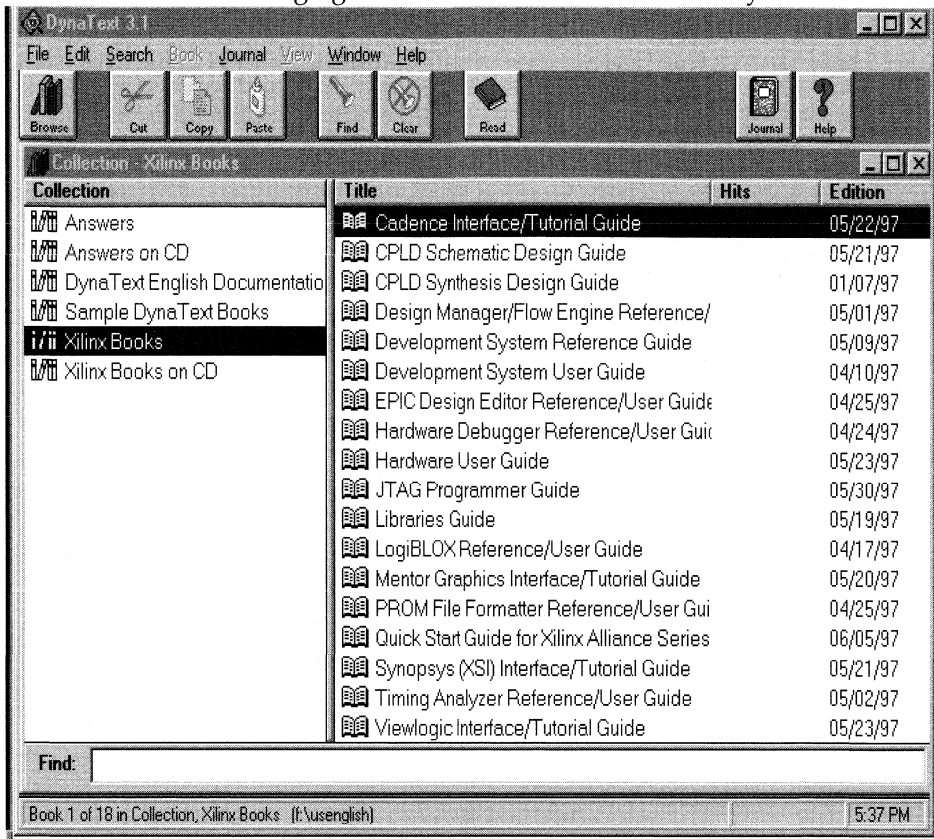 DynaText 3.1
File Edit Search Book Journal View Window Help
Browse Cut Copy Paste Find Clear Read Journal Help
Collection - Xilinx Books
Collection Title Hits Edition
Answers
Answers on CD
DynaText English Documentatio
Sample DynaText Books
Xilinx Books
Xilinx Books on CD
Cadence Interface/Tutorial Guide 05/22/97
CPLD Schematic Design Guide 05/21/97
CPLD Synthesis Design Guide 01/07/97
Design Manager/Flow Engine Reference/ 05/01/97
Development System Reference Guide 05/09/97
Development System User Guide 04/10/97
EPIC Design Editor Reference/User Guide 04/25/97
Hardware Debugger Reference/User Guic 04/24/97
Hardware User Guide 05/23/97
JTAG Programmer Guide 05/30/97
Libraries Guide 05/19/97
LogiBLOX Reference/User Guide 04/17/97
Mentor Graphics Interface/Tutorial Guide 05/20/97
PROM File Formatter Reference/User Gui 04/25/97
Quick Start Guide for Xilinx Alliance Series 06/05/97
Synopsys (XSI) Interface/Tutorial Guide 05/21/97
Timing Analyzer Reference/User Guide 05/02/97
Viewlogic Interface/Tutorial Guide 05/23/97
Find:
Book 1 of 18 in Collection, Xilinx Books (f:\usenglish) 5:37 PM